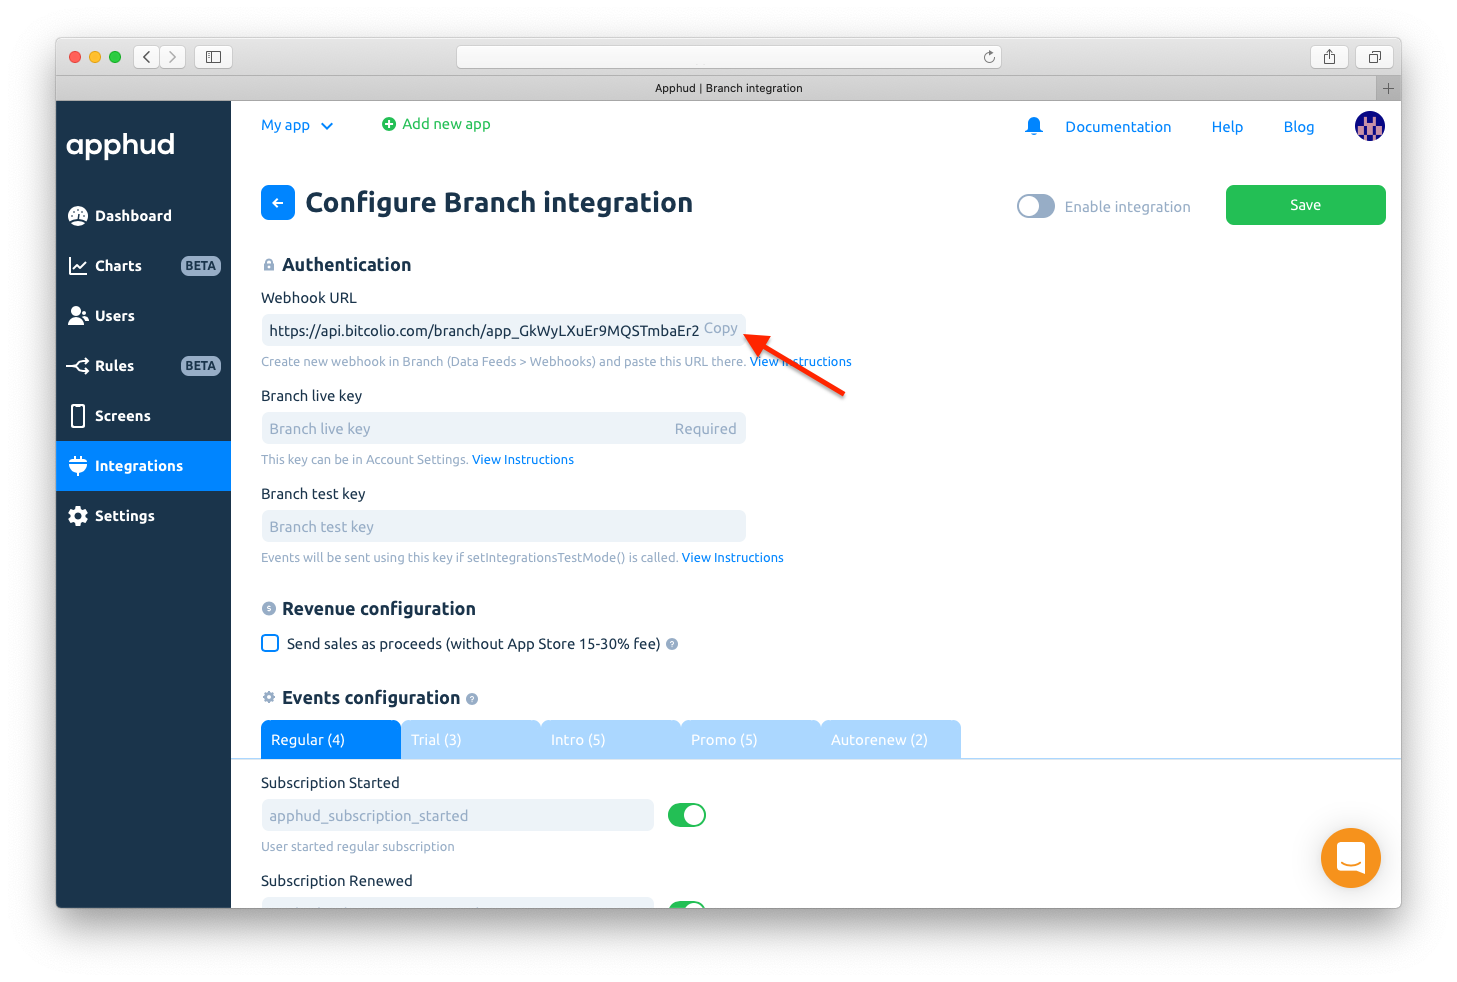 Apphud | Branch integration
apphud
My app
Add new app
Documentation
Help
Blog
Dashboard
Charts BETA
Users
Rules BETA
Screens
Integrations
Settings
Configure Branch integration
Enable integration
Save
Authentication
Webhook URL
https://api.bitcolio.com/branch/app_GkWyLXuEr9MQSTmbaEr2 Copy
Create new webhook in Branch (Data Feeds > Webhooks) and paste this URL there. View Instructions
Branch live key
Branch live key Required
This key can be in Account Settings. View Instructions
Branch test key
Branch test key
Events will be sent using this key if setIntegrationsTestMode() is called. View Instructions
Revenue configuration
Send sales as proceeds (without App Store 15-30% fee) ?
Events configuration ?
Regular (4) Trial (3) Intro (5) Promo (5) Autorenew (2)
Subscription Started
apphud_subscription_started
User started regular subscription
Subscription Renewed